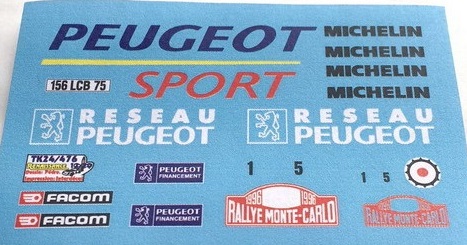 PEUGEOT
SPORT
MICHELIN
MICHELIN
MICHELIN
MICHELIN
156 LCB 75
RESEAU
PEUGEOT
RESEAU
PEUGEOT
TK24/476
RENAISSANCE
PEUGEOT
FINANCEMENT
1 5
1 5
FACOM
FACOM
PEUGEOT
FINANCEMENT
1996 1996
RALLYE MONTE-CARLO
RALLYE MONTE-CARLO